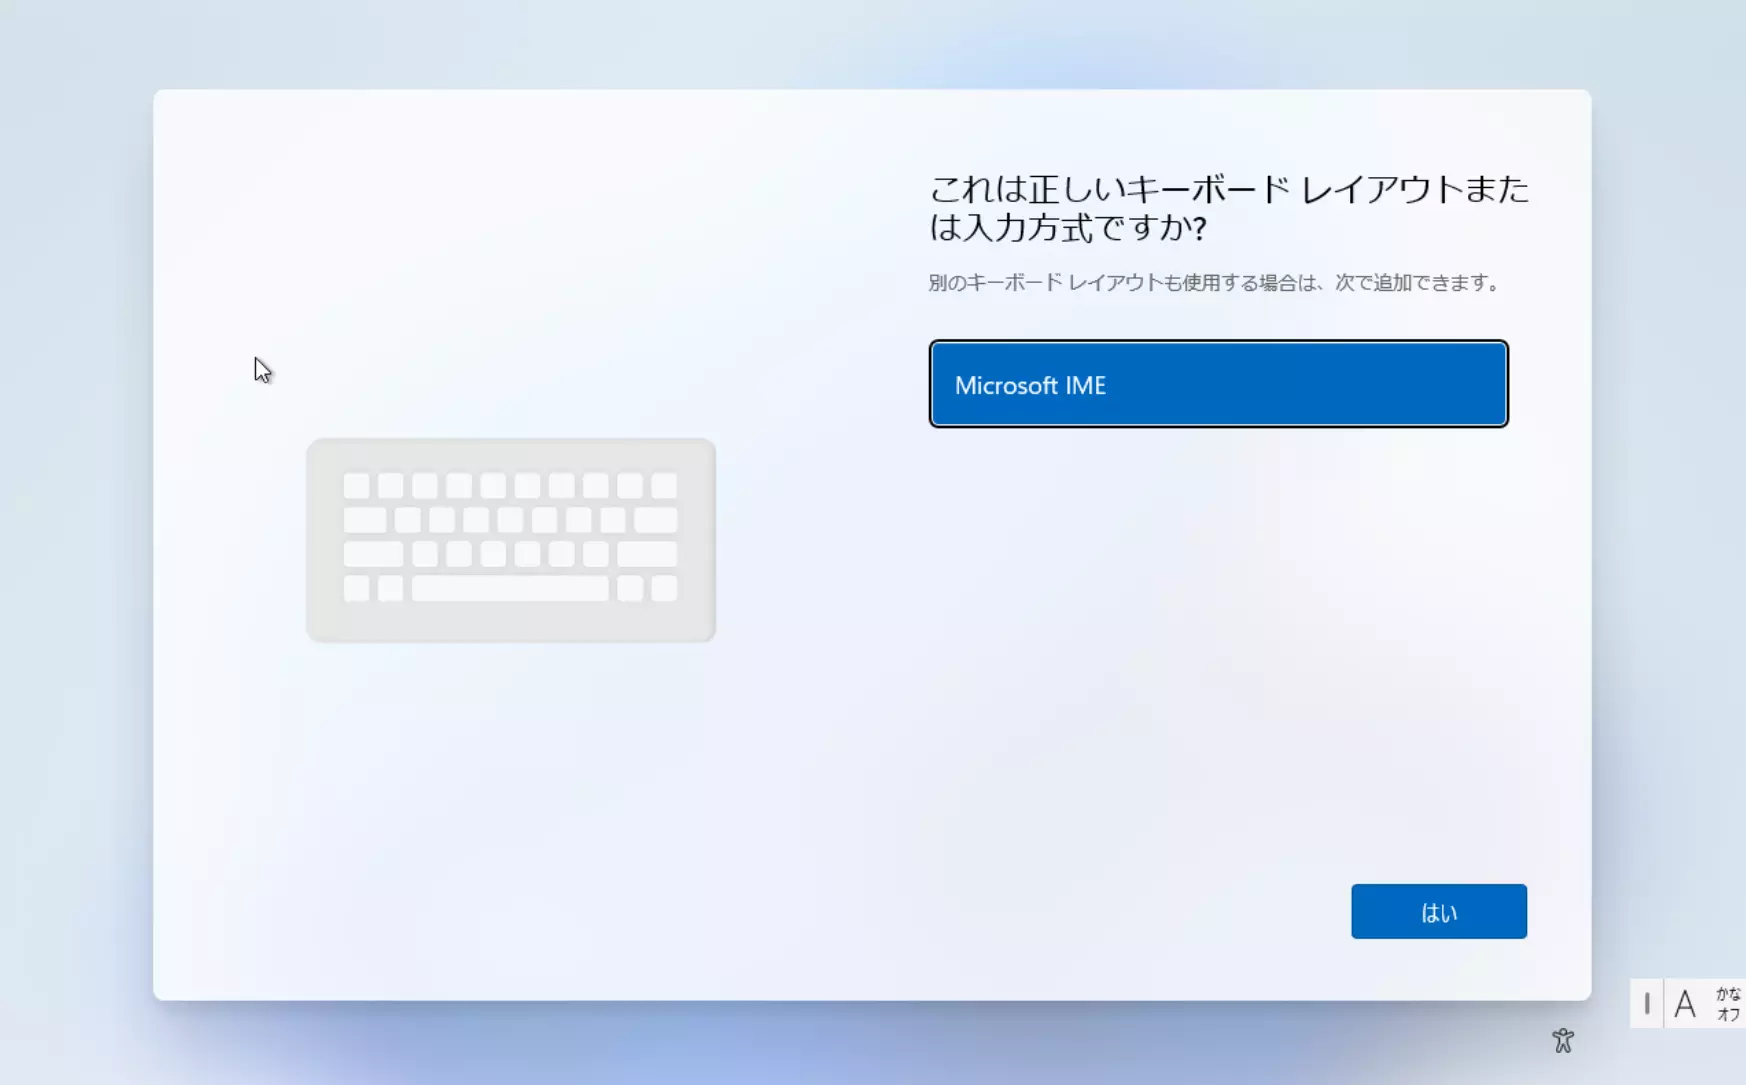 これは正しいキーボード レイアウトまた
は入力方式ですか?
別のキーボード レイアウトも使用する場合は、次で追加できます。
Microsoft IME
はい
A
かな
オフ